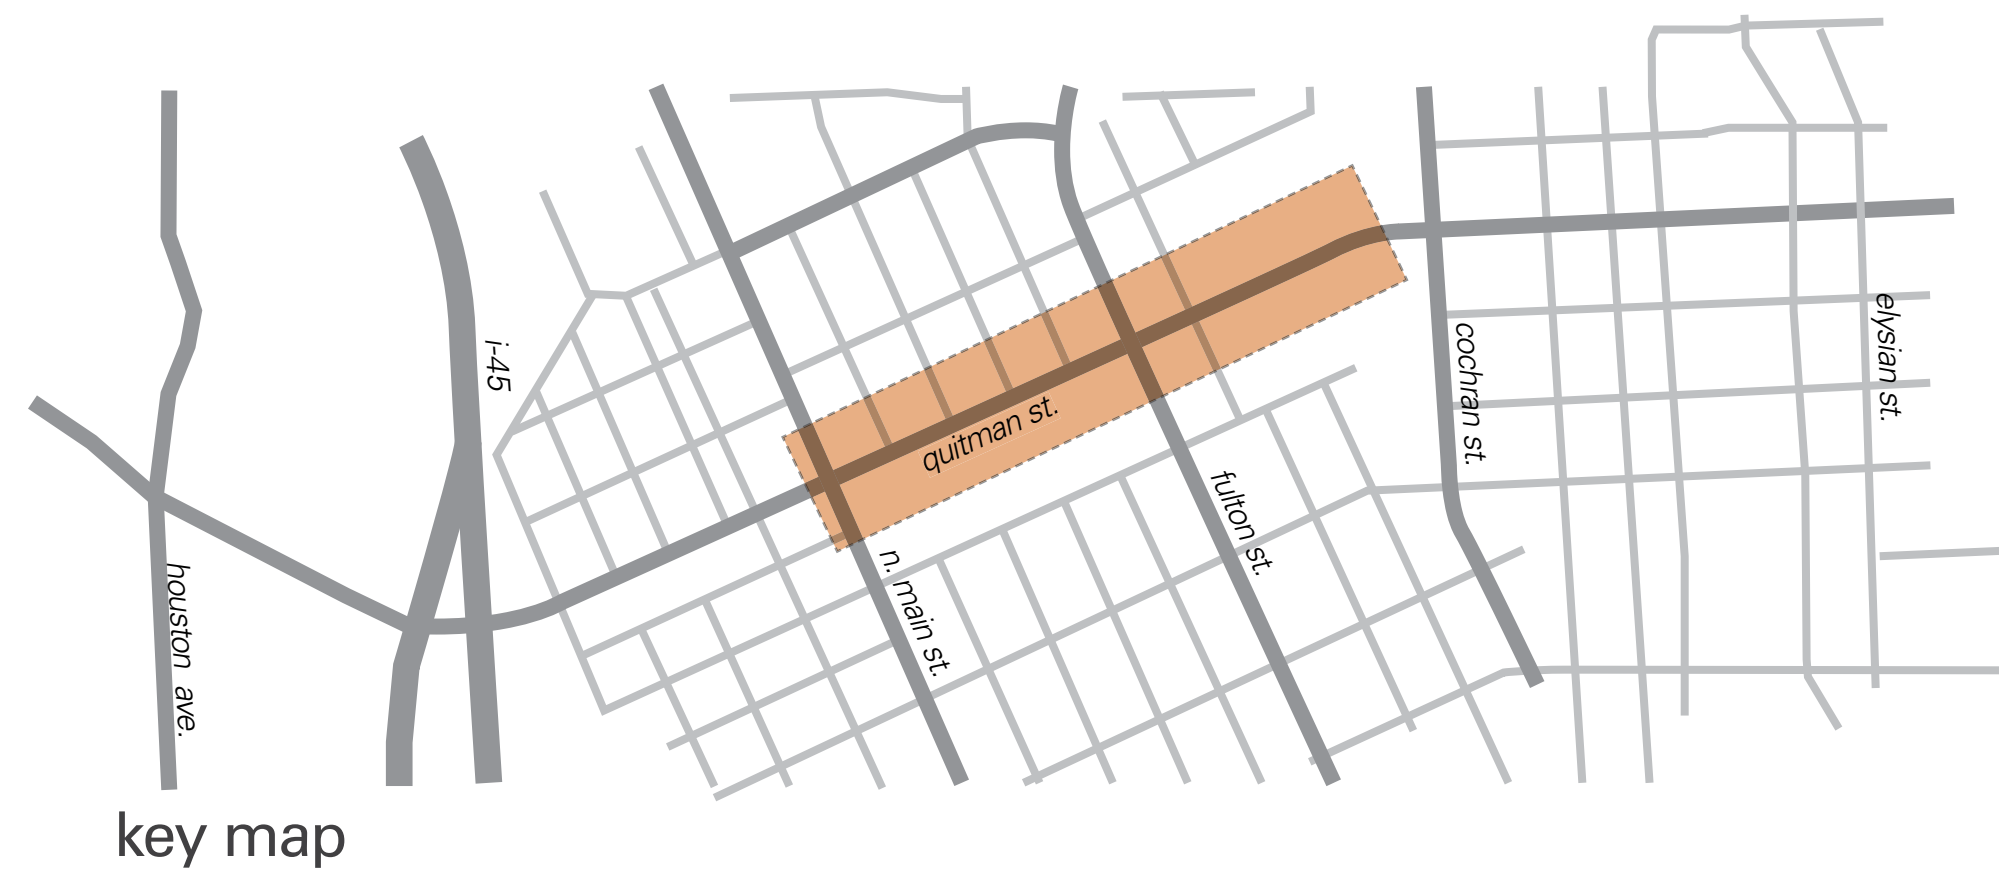 i-45
elysian st.
cochran st.
quitman st.
fulton st.
n. main st.
houston ave.
key map